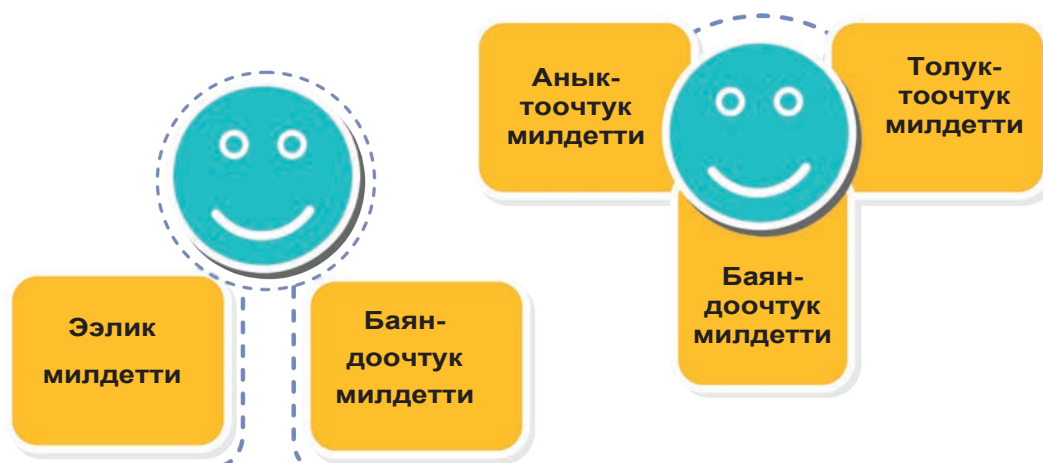 Анык-
тоочтук
милдетти
Толук-
тоочтук
милдетти
Баян-
доочтук
милдетти
Ээлик
милдетти
Баян-
доочтук
милдетти